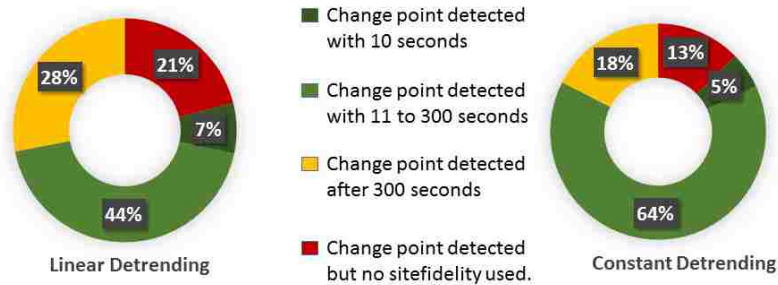 28%
21%
7%
44%
Linear Detrending
Change point detected
with 10 seconds
Change point detected
with 11 to 300 seconds
Change point detected
after 300 seconds
Change point detected
but no sitefidelity used.
18%
13%
5%
64%
Constant Detrending